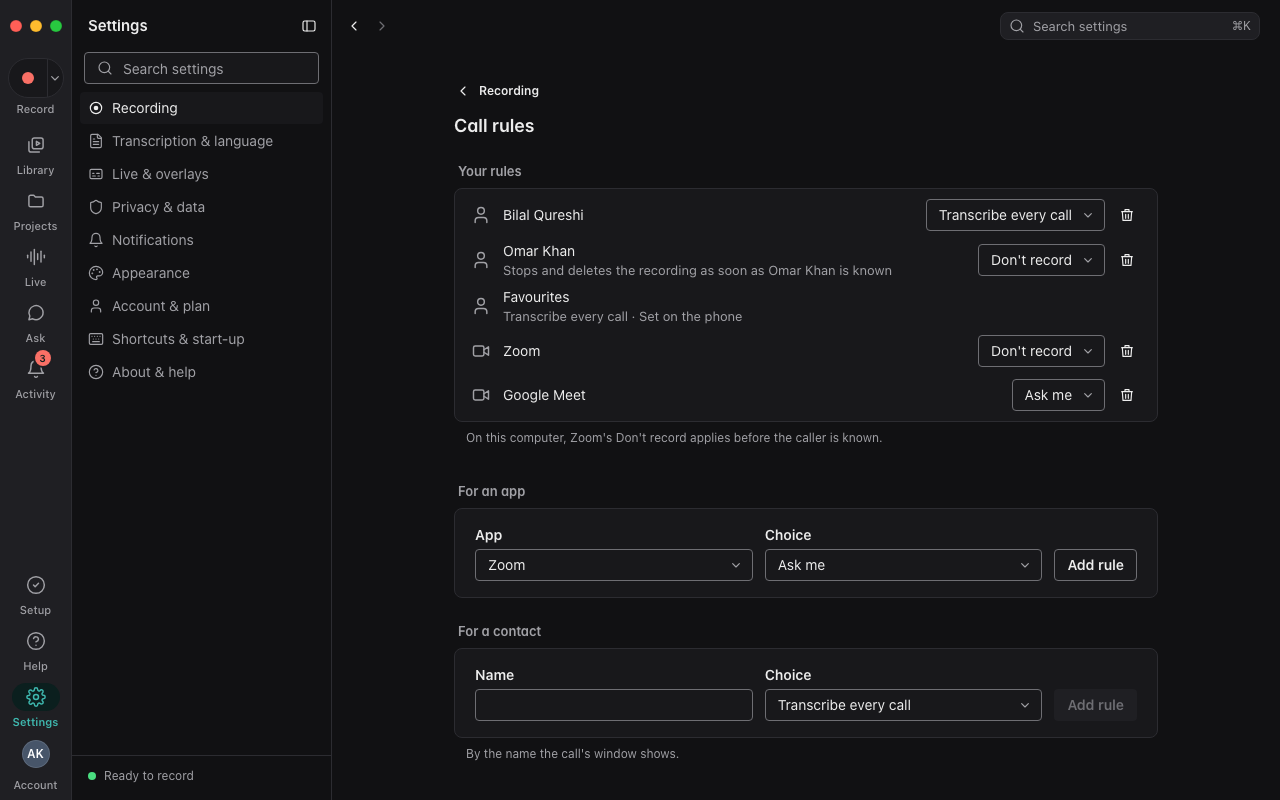 Settings
Search settings
⌘K
Search settings
Record
Recording
Transcription & language
Live & overlays
Privacy & data
Notifications
Appearance
Account & plan
Shortcuts & start-up
About & help
Library
Projects
Live
Ask
3
Activity
Setup
Help
Settings
AK
Account
Ready to record
Recording
Call rules
Your rules
Bilal Qureshi
Transcribe every call
Omar Khan
Stops and deletes the recording as soon as Omar Khan is known
Don't record
Favourites
Transcribe every call · Set on the phone
Zoom
Don't record
Google Meet
Ask me
On this computer, Zoom's Don't record applies before the caller is known.
For an app
App
Choice
Zoom
Ask me
Add rule
For a contact
Name
Choice
Transcribe every call
Add rule
By the name the call's window shows.